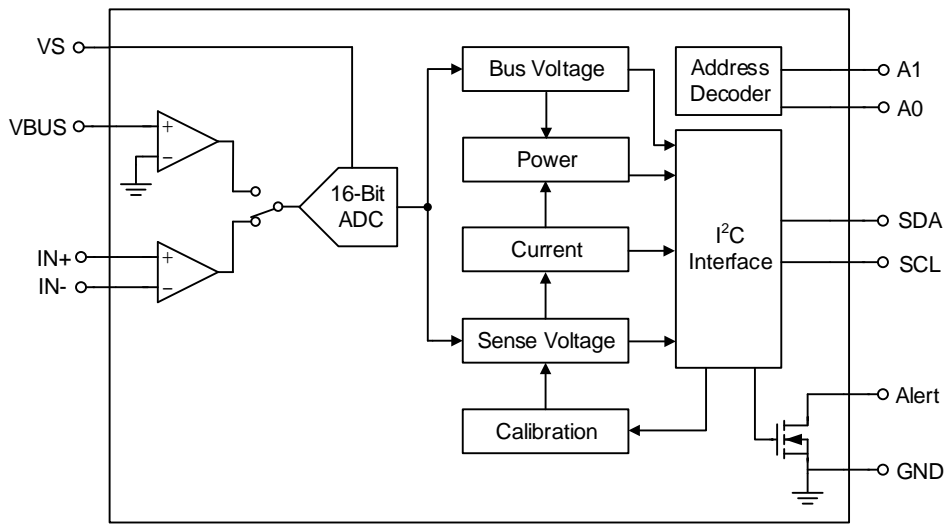 VS
VBUS
IN+
IN-
+
−
+
−
16-Bit
ADC
Bus Voltage
Power
Current
Sense Voltage
Calibration
Address
Decoder
I²C
Interface
A1
A0
SDA
SCL
Alert
GND